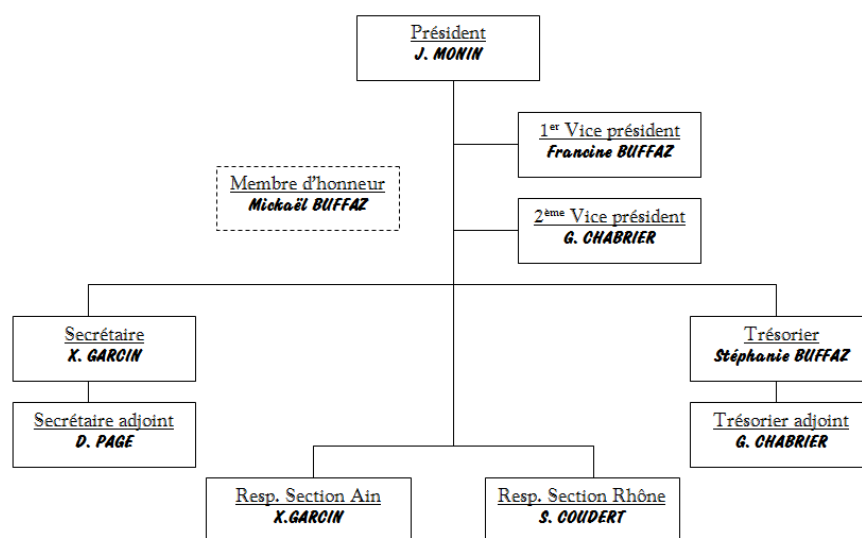 Président
J. MONIN
1er Vice président
Francine BUFFAZ
Membre d'honneur
Mickaël BUFFAZ
2ème Vice président
G. CHABRIER
Secrétaire
X. GARCIN
Trésorier
Stéphanie BUFFAZ
Secrétaire adjoint
D. PAGE
Trésorier adjoint
G. CHABRIER
Resp. Section Ain
X.GARCIN
Resp. Section Rhône
S. COUDERT